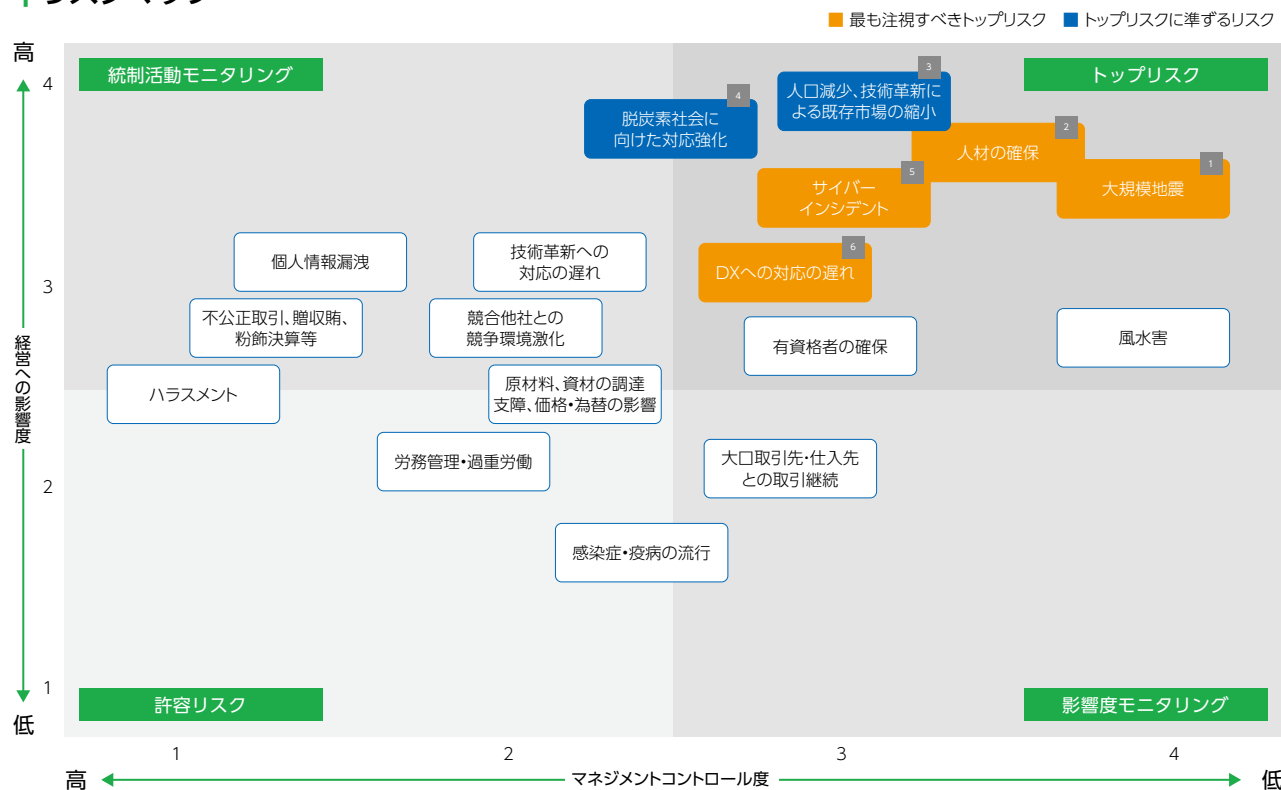 リスクマップ
最も注視すべきトップリスク
トップリスクに準ずるリスク
高
4
3
2
1
低
経営への影響度
統制活動モニタリング
トップリスク
3
人口減少、技術革新に
よる既存市場の縮小
4
脱炭素社会に
向けた対応強化
2
人材の確保
1
大規模地震
5
サイバー
インシデント
6
DXへの対応の遅れ
個人情報漏洩
技術革新への
対応の遅れ
不公正取引、贈収賄、
粉飾決算等
競合他社との
競争環境激化
有資格者の確保
風水害
ハラスメント
原材料、資材の調達
支障、価格・為替の影響
労務管理・過重労働
大口取引先・仕入先
との取引継続
感染症・疫病の流行
許容リスク
影響度モニタリング
1
2
3
4
高
マネジメントコントロール度
低